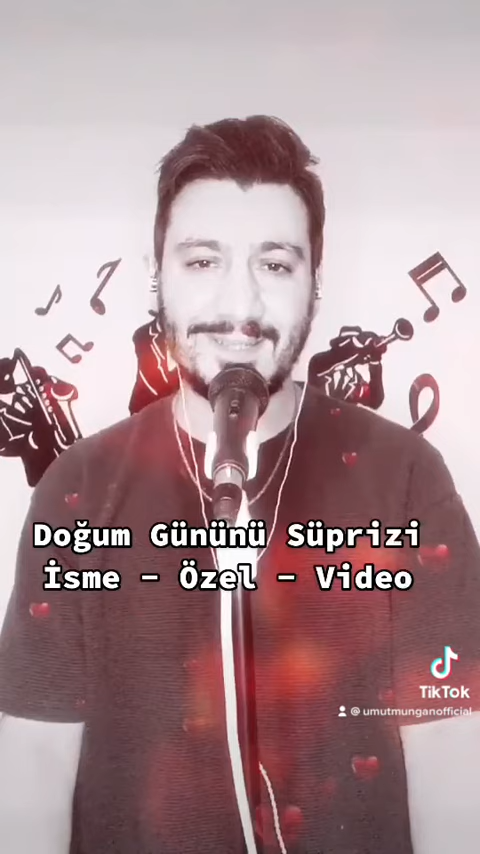 Doğum Gününü Süprizi
İsme - Özel - Video
TikTok
@ umutmunganofficial